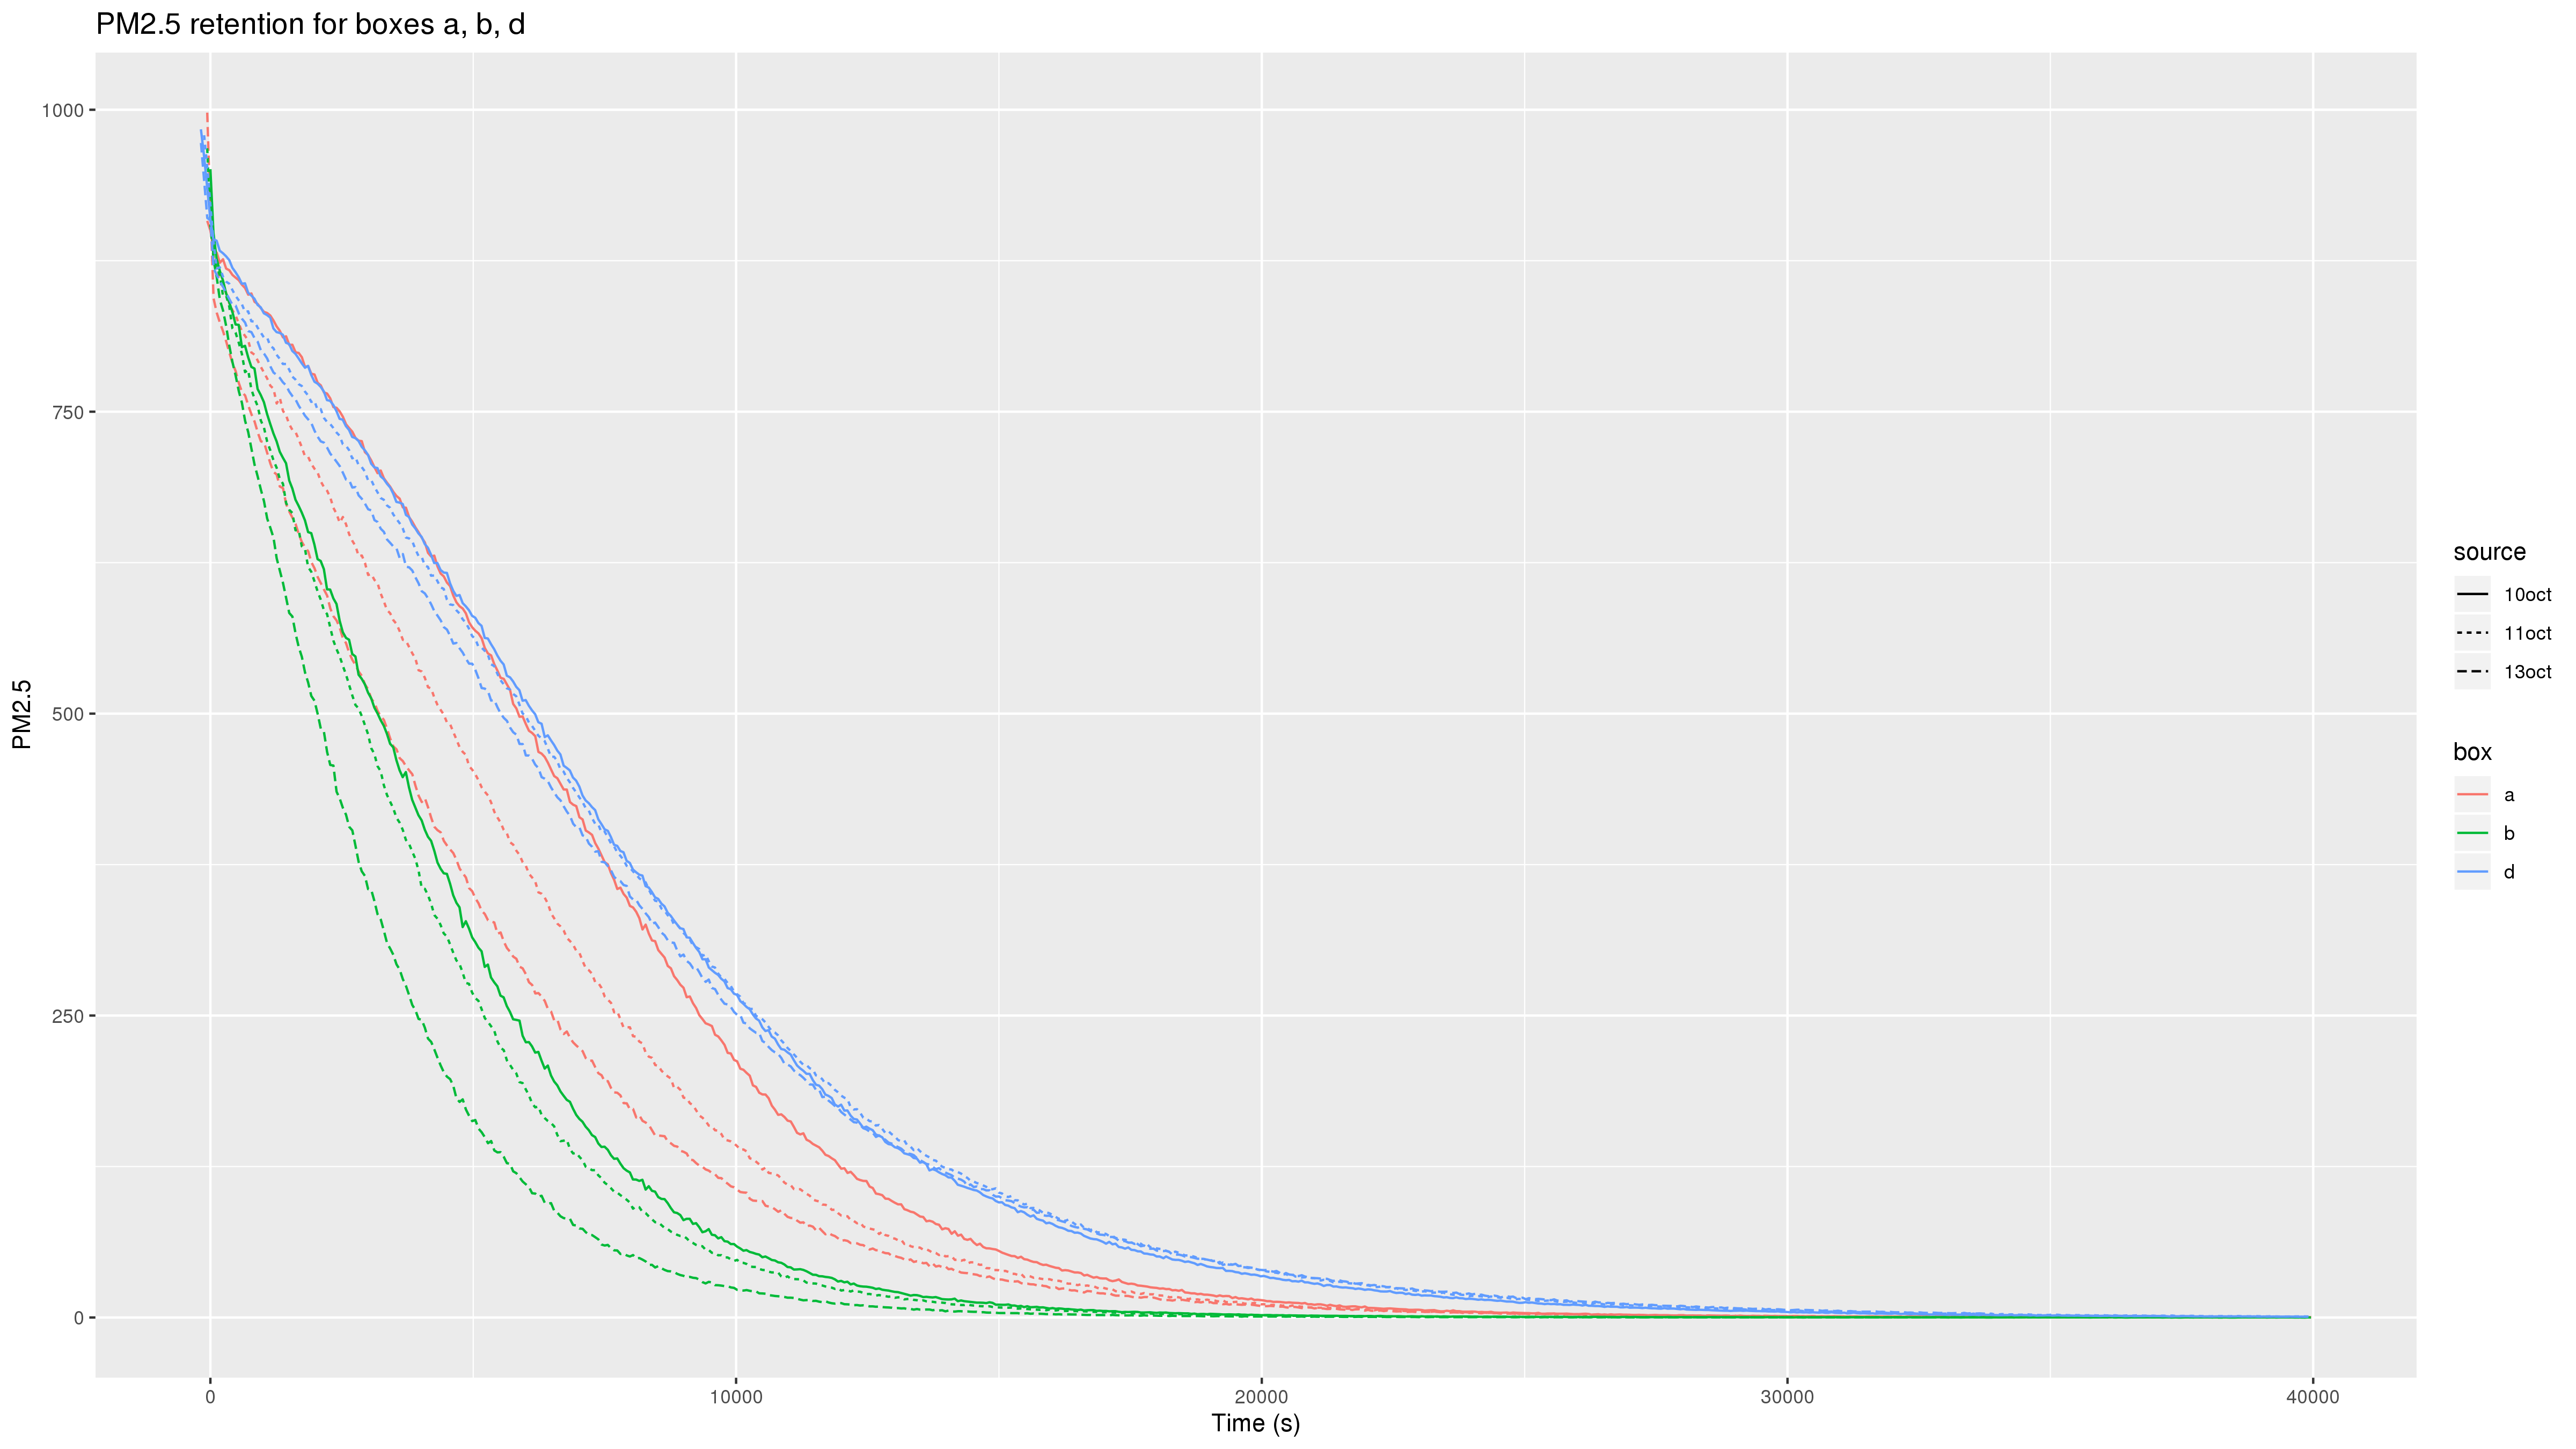 PM2.5 retention for boxes a, b, d
1000
750
500
250
0
PM2.5
0
10000
20000
30000
40000
Time (s)
source
10oct
11oct
13oct
box
a
b
d